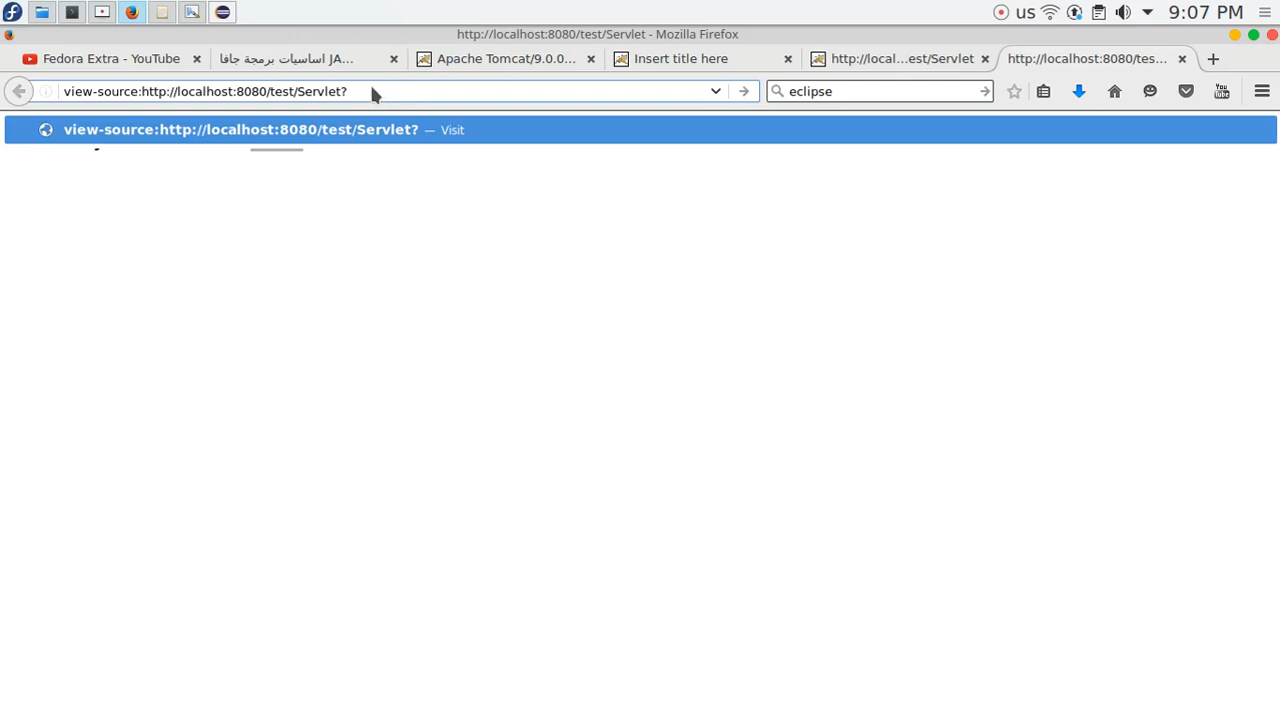 us 9:07 PM
http://localhost:8080/test/Servlet - Mozilla Firefox
Fedora Extra - YouTube
اساسيات برمجة جافا JA...
Apache Tomcat/9.0.0...
Insert title here
http://local...est/Servlet
http://localhost:8080/tes...
view-source:http://localhost:8080/test/Servlet?
eclipse
view-source:http://localhost:8080/test/Servlet? — Visit